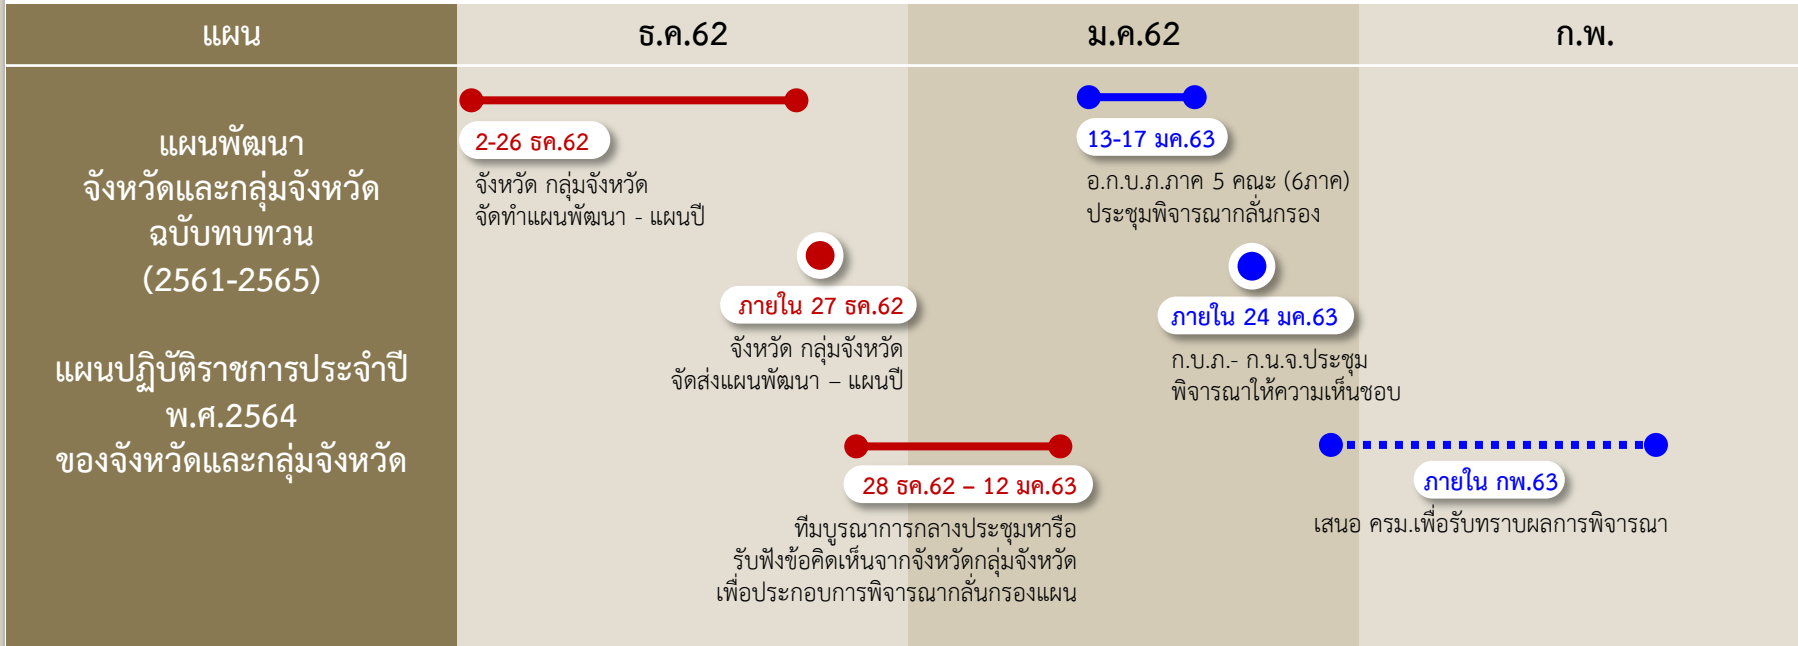 แผน
ธ.ค.62
ม.ค.62
ก.พ.
แผนพัฒนา
จังหวัดและกลุ่มจังหวัด
ฉบับทบทวน
(2561-2565)
แผนปฏิบัติราชการประจำปี
พ.ศ.2564
ของจังหวัดและกลุ่มจังหวัด
2-26 ธค.62
จังหวัด กลุ่มจังหวัด
จัดทำแผนพัฒนา - แผนปี
ภายใน 27 ธค.62
จังหวัด กลุ่มจังหวัด
จัดส่งแผนพัฒนา – แผนปี
28 ธค.62 – 12 มค.63
ทีมบูรณาการกลางประชุมหารือ
รับฟังข้อคิดเห็นจากจังหวัดกลุ่มจังหวัด
เพื่อประกอบการพิจารณากลั่นกรองแผน
13-17 มค.63
อ.ก.บ.ภ.ภาค 5 คณะ (6ภาค)
ประชุมพิจารณากลั่นกรอง
ภายใน 24 มค.63
ก.บ.ภ.- ก.น.จ.ประชุม
พิจารณาให้ความเห็นชอบ
ภายใน กพ.63
เสนอ ครม.เพื่อรับทราบผลการพิจารณา